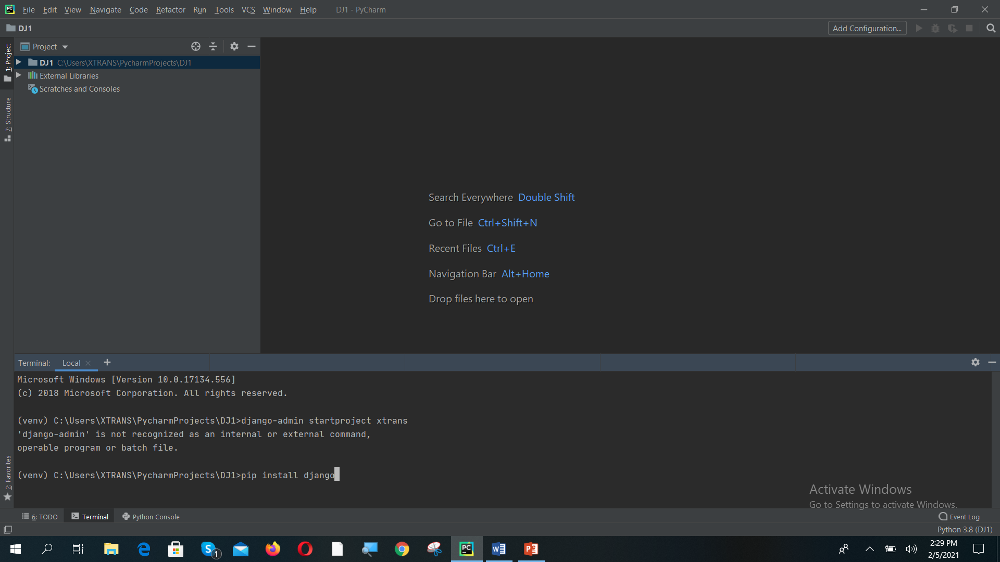 File Edit View Navigate Code Refactor Run Tools VCS Window Help DJ1 - PyCharm
DJ1
Add Configuration...
1: Project
Project
DJ1 C:\Users\XTRANS\PycharmProjects\DJ1
External Libraries
Scratches and Consoles
7: Structure
Search Everywhere Double Shift
Go to File Ctrl+Shift+N
Recent Files Ctrl+E
Navigation Bar Alt+Home
Drop files here to open
Terminal: Local
Microsoft Windows [Version 10.0.17134.556]
(c) 2018 Microsoft Corporation. All rights reserved.
(venv) C:\Users\XTRANS\PycharmProjects\DJ1>django-admin startproject xtrans
'django-admin' is not recognized as an internal or external command,
operable program or batch file.
(venv) C:\Users\XTRANS\PycharmProjects\DJ1>pip install django
2: Favorites
Activate Windows
Go to Settings to activate Windows.
6: TODO Terminal Python Console
Event Log
Python 3.8 (DJ1)
2:29 PM
2/5/2021